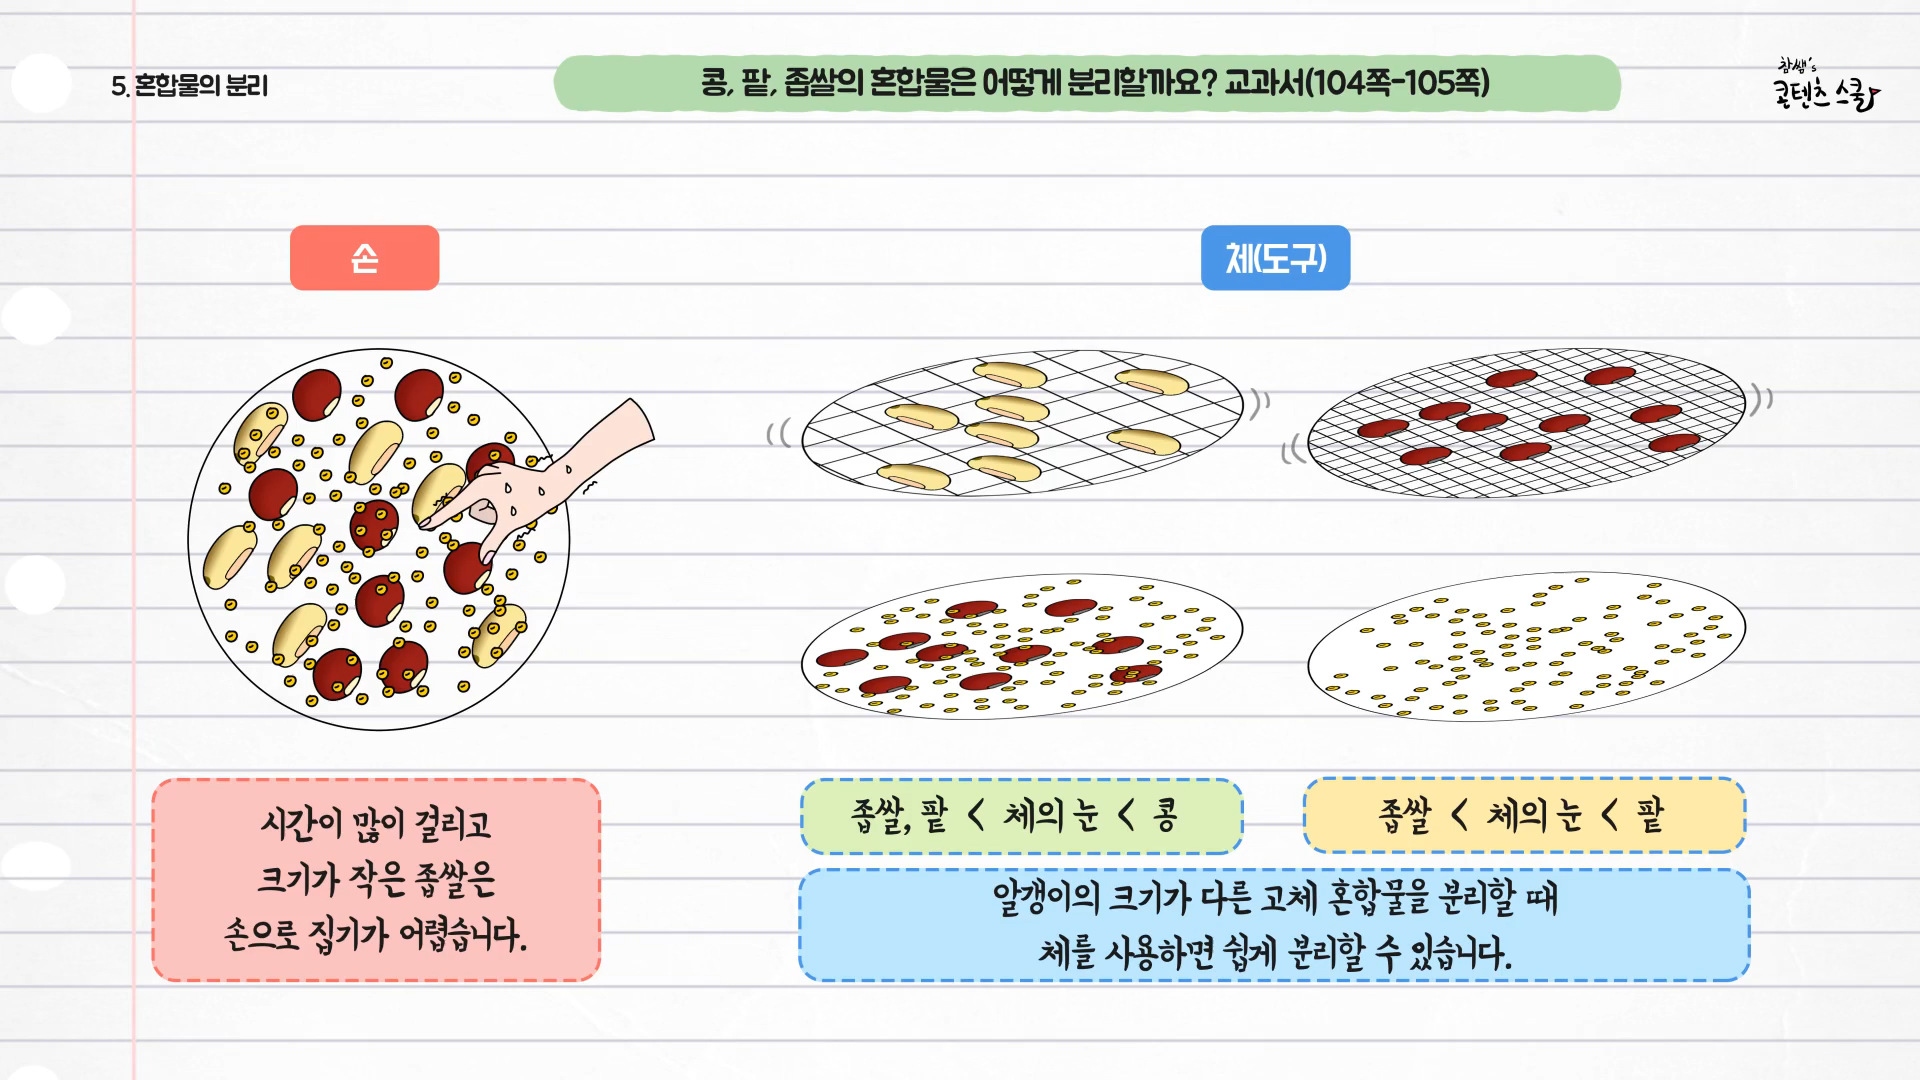 5. 혼합물의 분리
콩, 팥, 좁쌀의 혼합물은 어떻게 분리할까요? 교과서(104쪽-105쪽)
참쌤's
콘텐츠 스쿨
손
체(도구)
시간이 많이 걸리고
크기가 작은 좁쌀은
손으로 집기가 어렵습니다.
좁쌀, 팥 < 체의 눈 < 콩
좁쌀 < 체의 눈 < 팥
알갱이의 크기가 다른 고체 혼합물을 분리할 때
체를 사용하면 쉽게 분리할 수 있습니다.